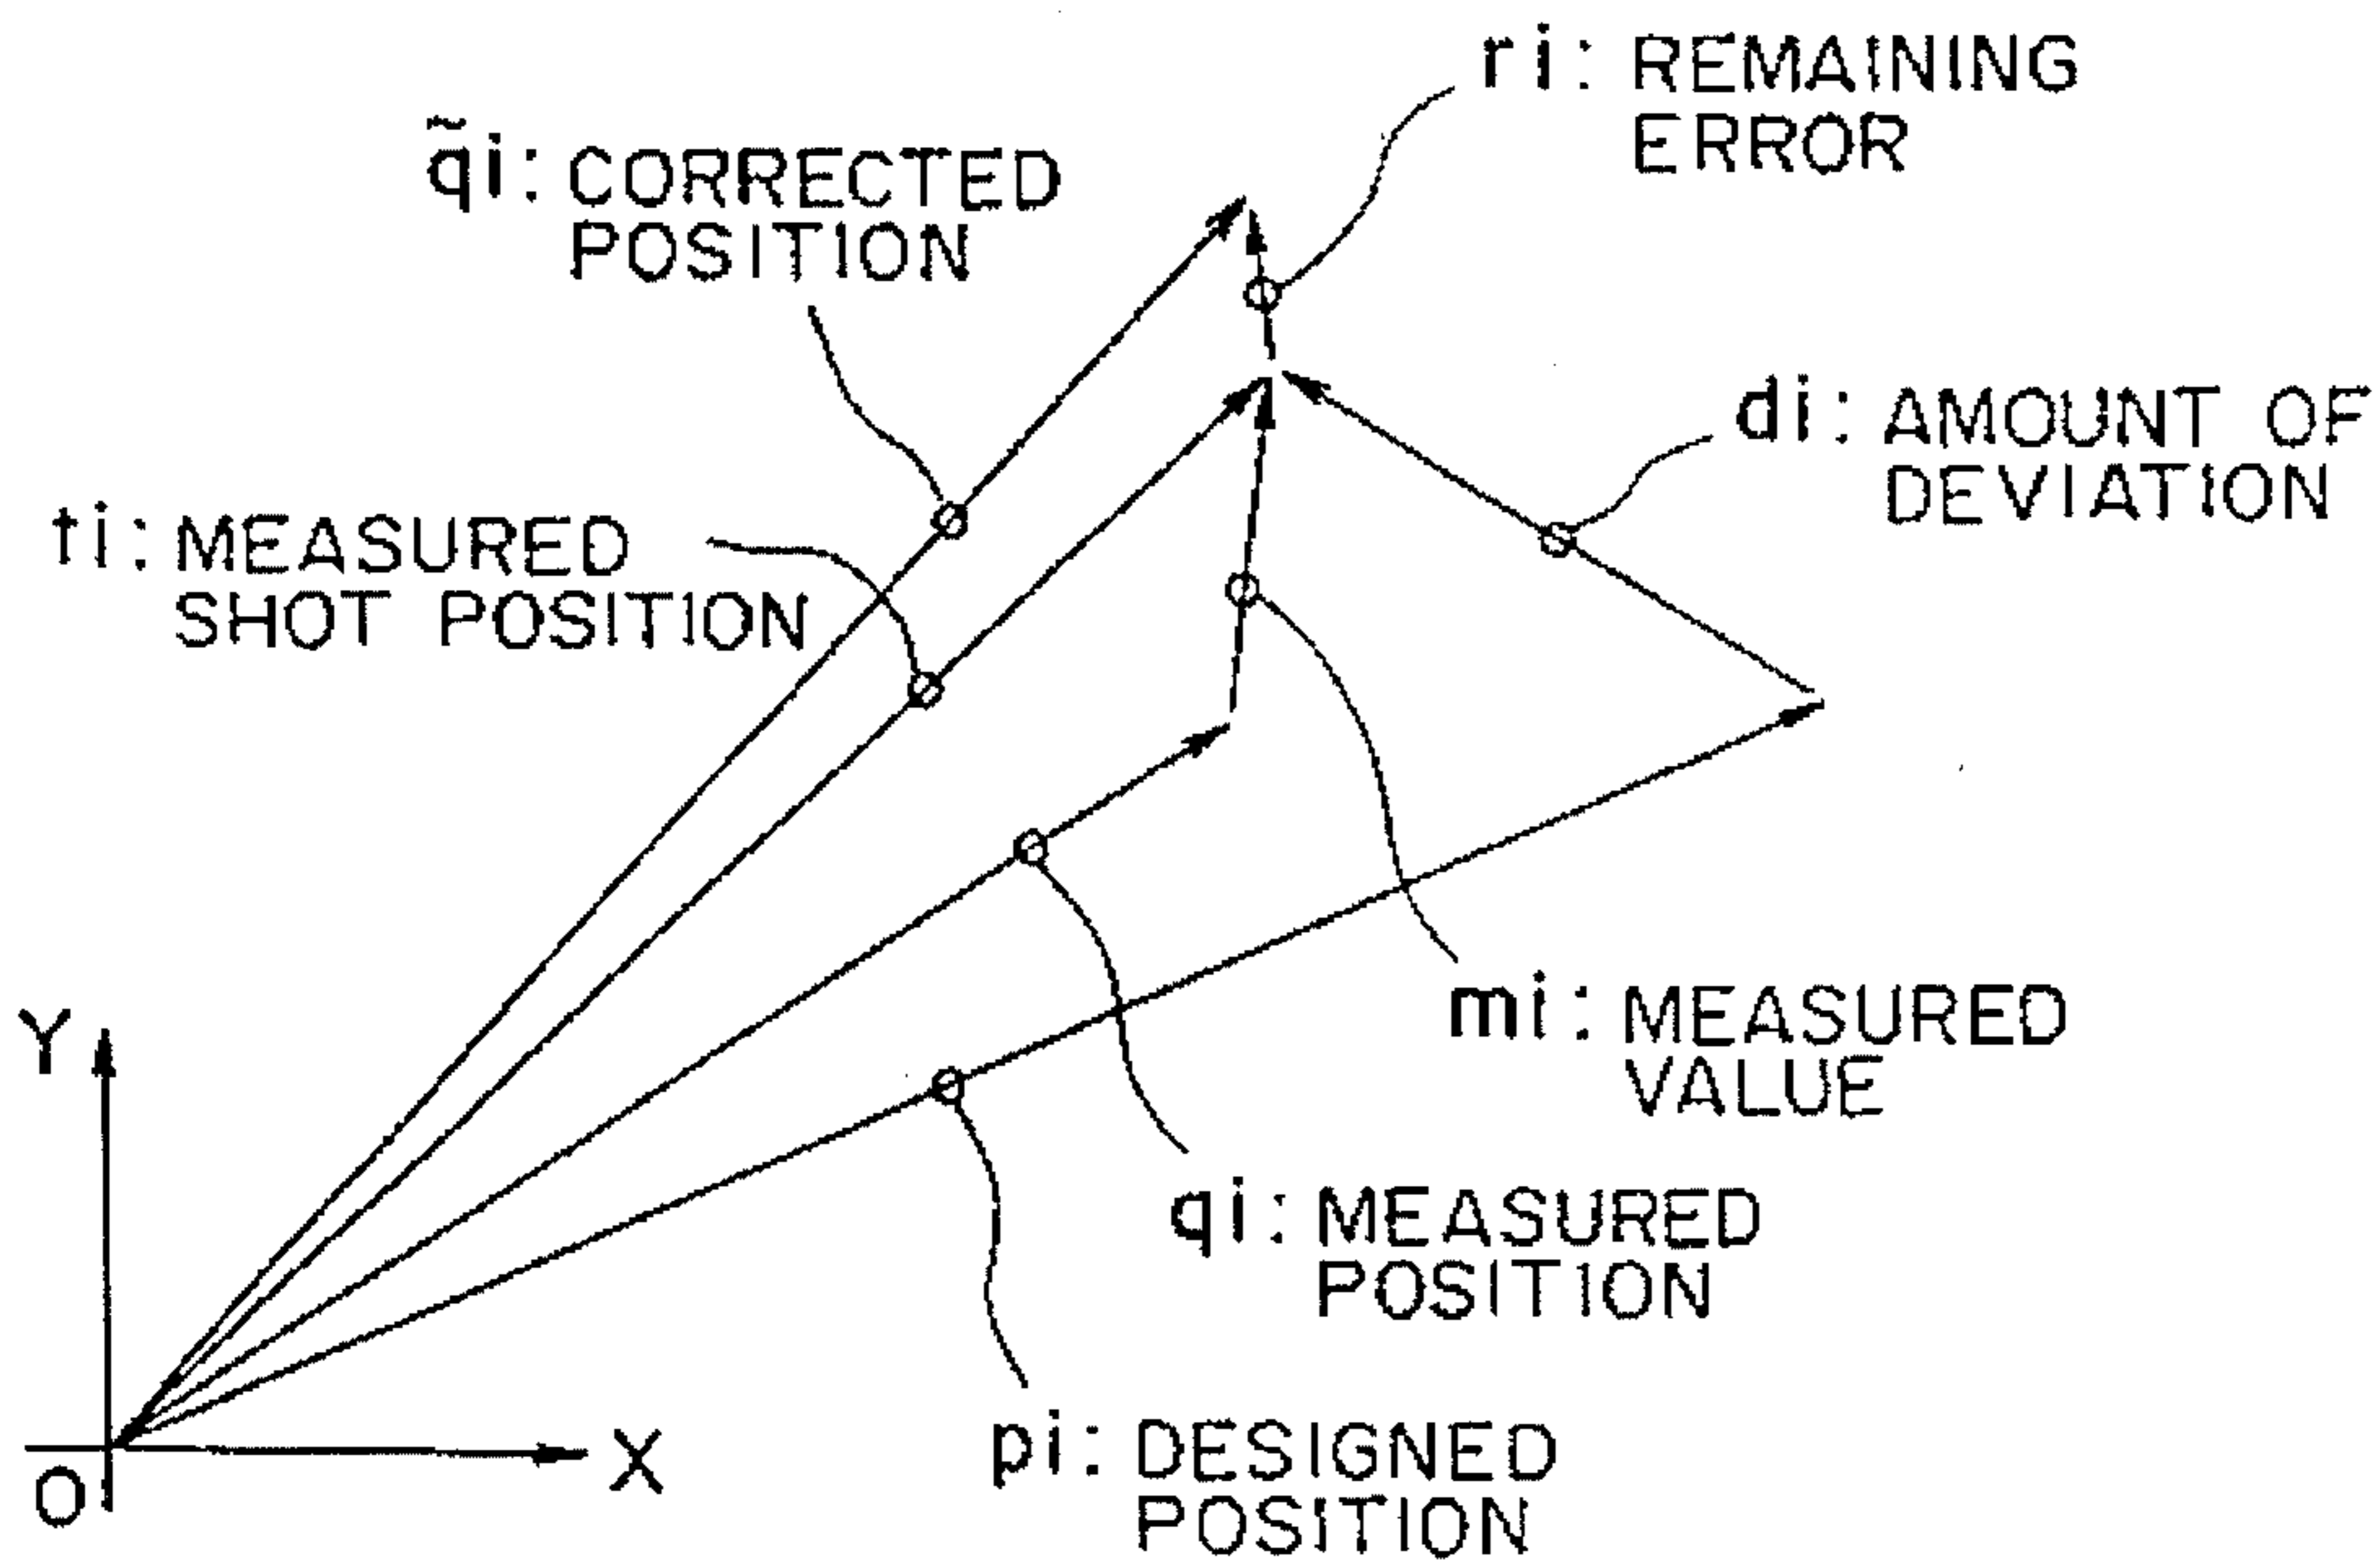 ri: REMAINING
ERROR
q̃i: CORRECTED
POSITION
di: AMOUNT OF
DEVIATION
ti: MEASURED
SHOT POSITION
mi: MEASURED
VALUE
Y
qi: MEASURED
POSITION
pi: DESIGNED
POSITION
X
O